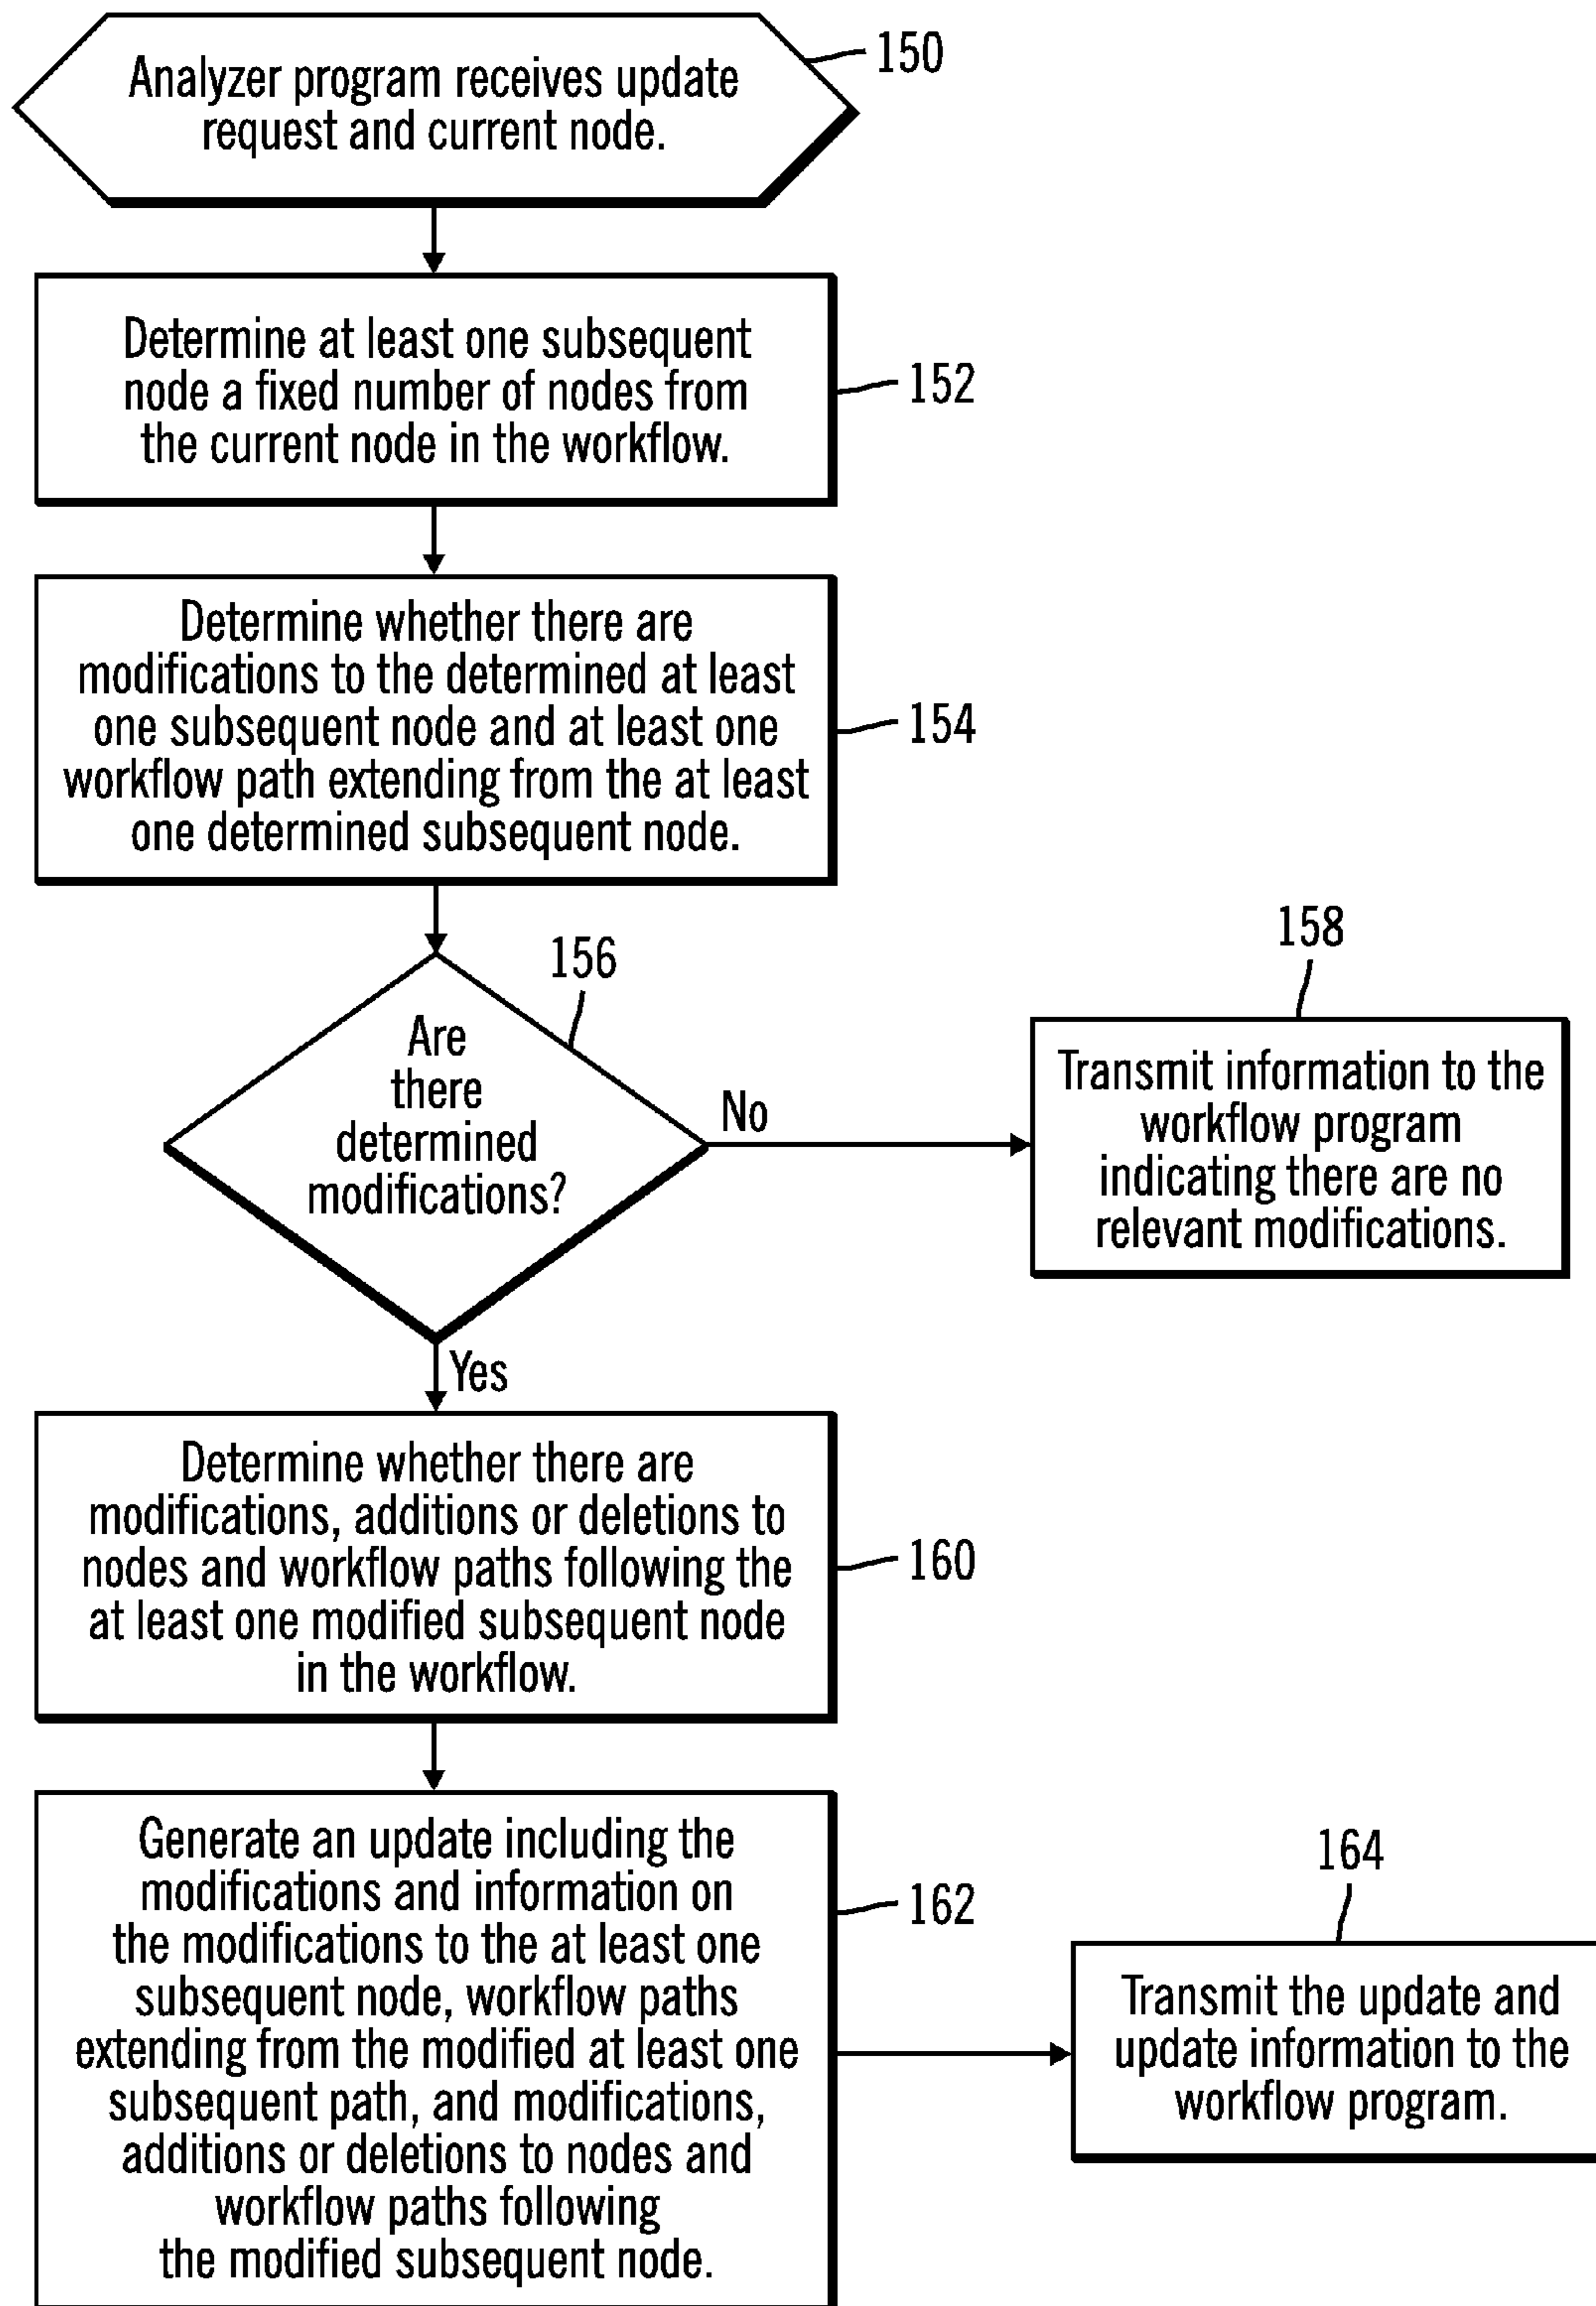 Analyzer program receives update
request and current node.
150
Determine at least one subsequent
node a fixed number of nodes from
the current node in the workflow.
152
Determine whether there are
modifications to the determined at least
one subsequent node and at least one
workflow path extending from the at least
one determined subsequent node.
154
156
Are
there
determined
modifications?
No
158
Transmit information to the
workflow program
indicating there are no
relevant modifications.
Yes
Determine whether there are
modifications, additions or deletions to
nodes and workflow paths following the
at least one modified subsequent node
in the workflow.
160
Generate an update including the
modifications and information on
the modifications to the at least one
subsequent node, workflow paths
extending from the modified at least one
subsequent path, and modifications,
additions or deletions to nodes and
workflow paths following
the modified subsequent node.
162
164
Transmit the update and
update information to the
workflow program.